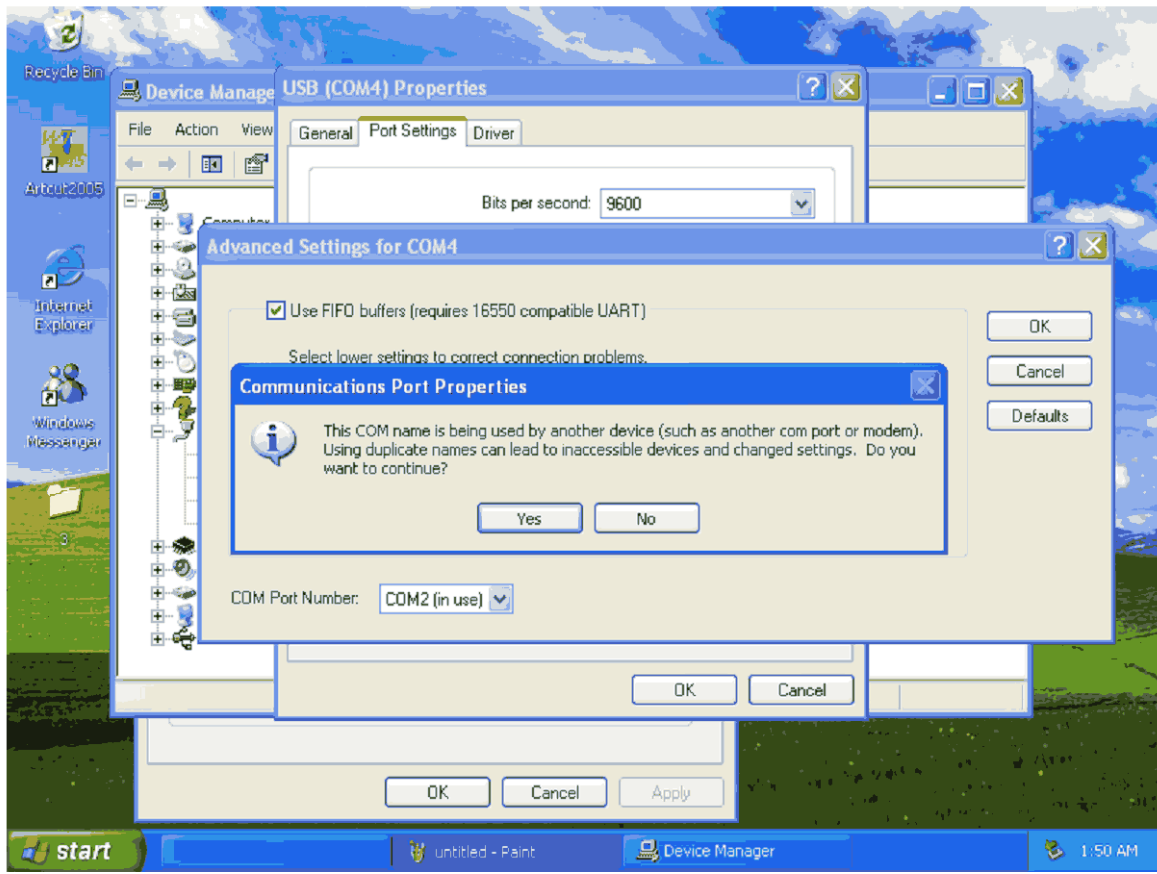 Recycle Bin
Device Manage
USB (COM4) Properties
File Action View
General Port Settings Driver
Artcut2005
Bits per second: 9600
Computer
Advanced Settings for COM4
Use FIFO buffers (requires 16550 compatible UART)
Internet
Explorer
OK
Select lower settings to correct connection problems.
Cancel
Communications Port Properties
Defaults
This COM name is being used by another device (such as another com port or modem).
Using duplicate names can lead to inaccessible devices and changed settings. Do you
want to continue?
Windows
Messenger
Yes No
3
COM Port Number: COM2 (in use)
OK Cancel
OK Cancel Apply
start
untitled - Paint
Device Manager
1:50 AM